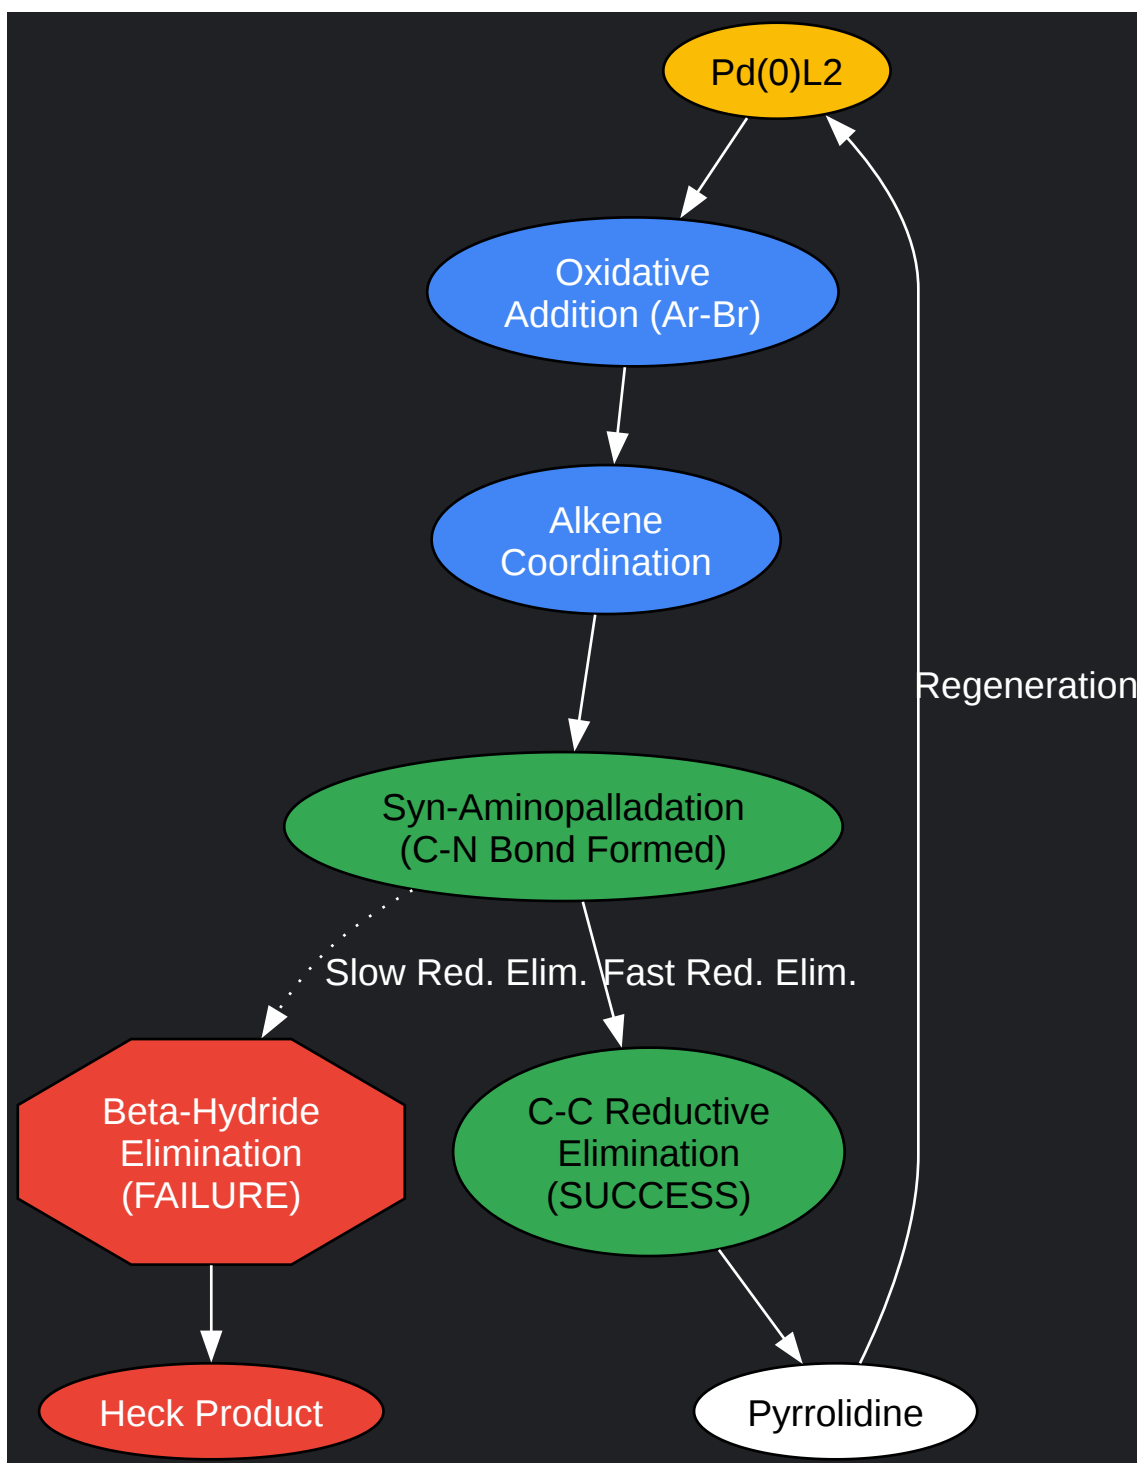 Pd(0)L2
Oxidative
Addition (Ar-Br)
Alkene
Coordination
Regeneration
Syn-Aminopalladation
(C-N Bond Formed)
Slow Red. Elim.
Fast Red. Elim.
Beta-Hydride
Elimination
(FAILURE)
C-C Reductive
Elimination
(SUCCESS)
Heck Product
Pyrrolidine